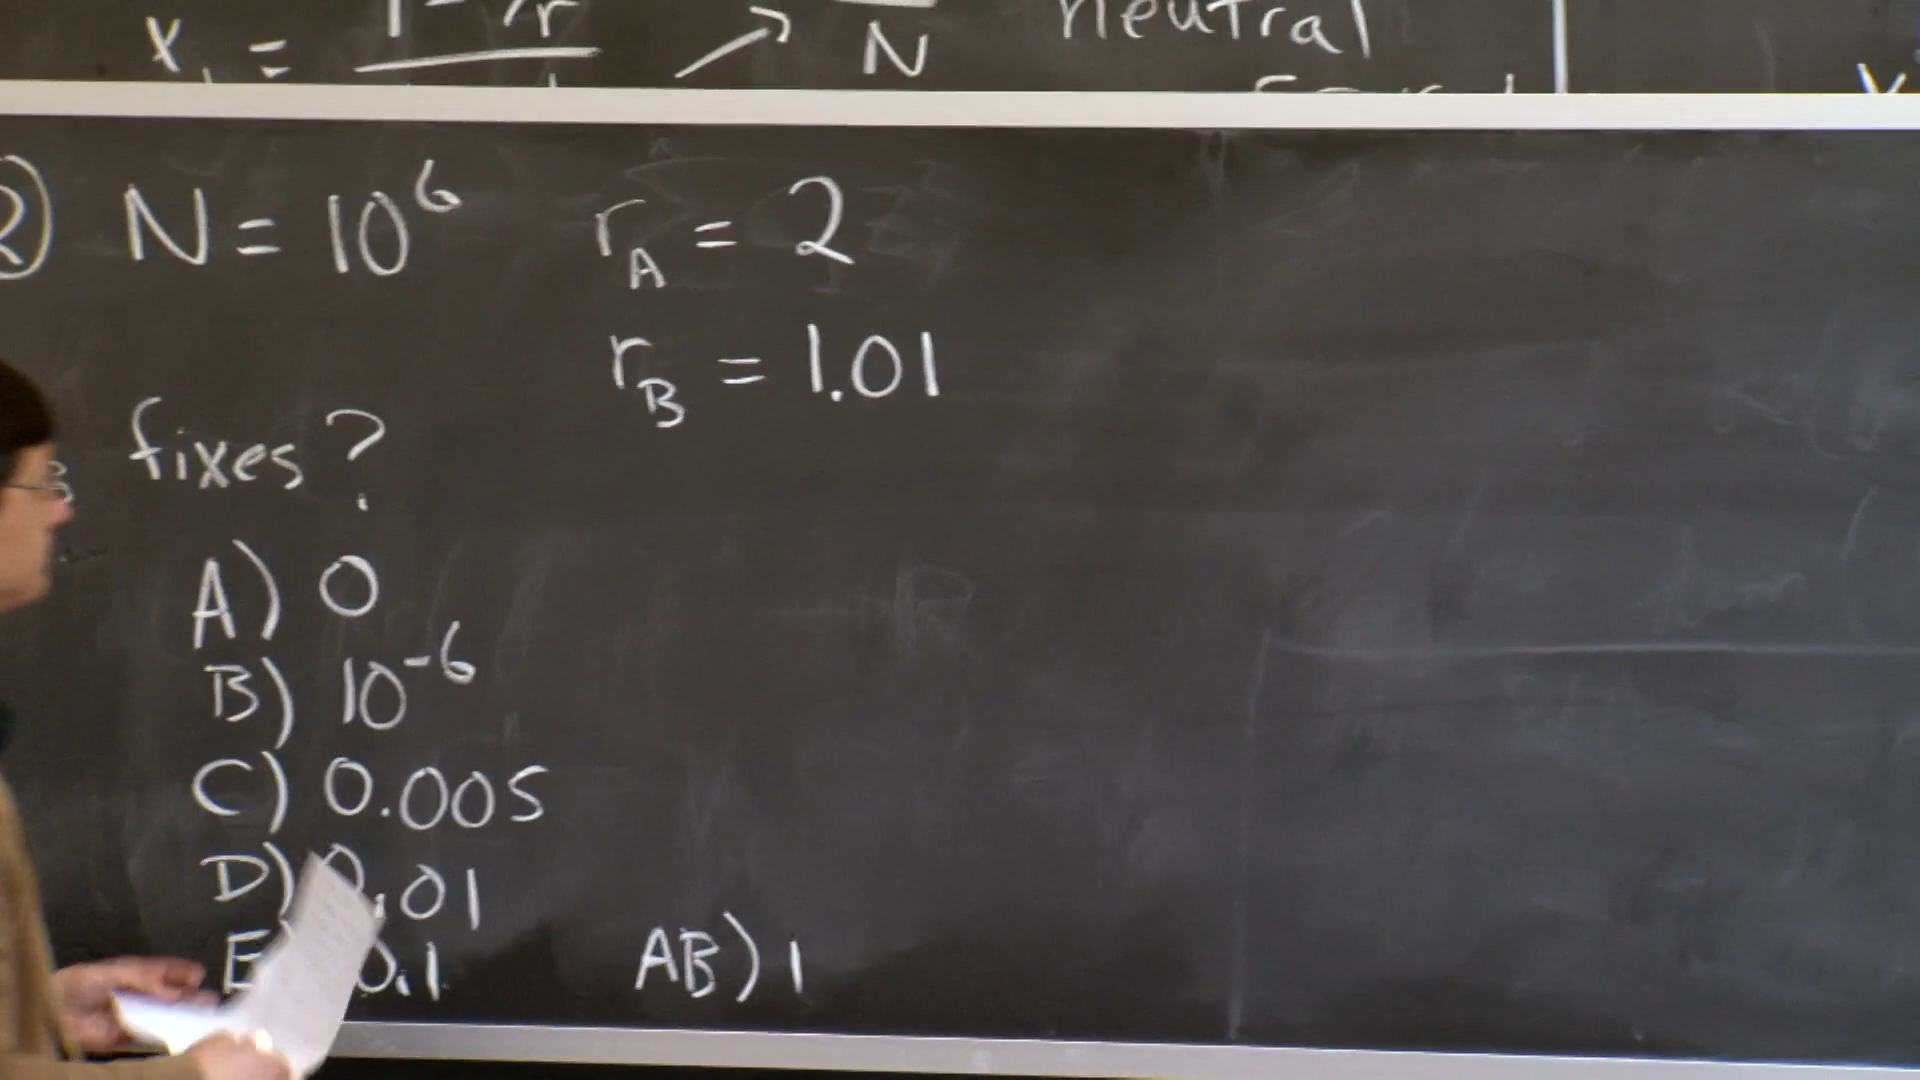 x₁ = 1 - 1/r ↗ N neutral
② N = 10⁶ r_A = 2
r_B = 1.01
fixes?
A) 0
B) 10⁻⁶
C) 0.005
D) 0.01
E) 0.1 AB) 1